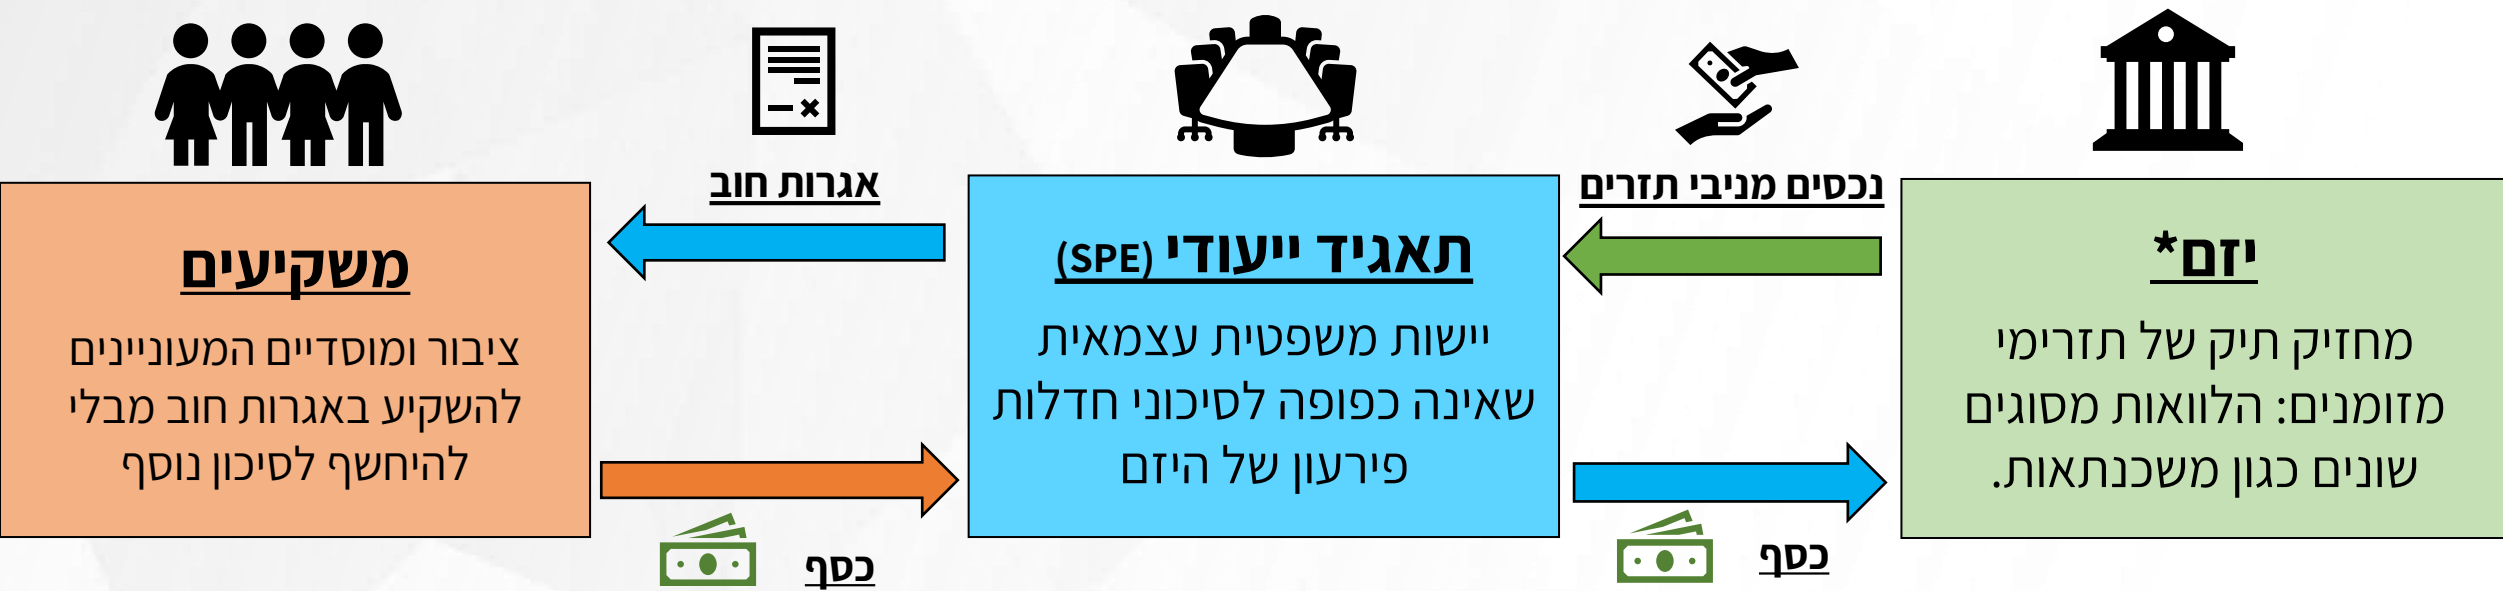 יזם*
מחזיק תיק של תזרימי
מזומנים: הלוואות מסוגים
שונים כגון משכנתאות.
נכסים מניבי תזרים
כסף
תאגיד ייעודי (SPE)
יישות משפטית עצמאית
שאינה כפופה לסיכוני חדלות
פירעון של היזם
אגרות חוב
כסף
משקיעים
ציבור ומוסדיים המעוניינים
להשקיע באגרות חוב מבלי
להיחשף לסיכון נוסף